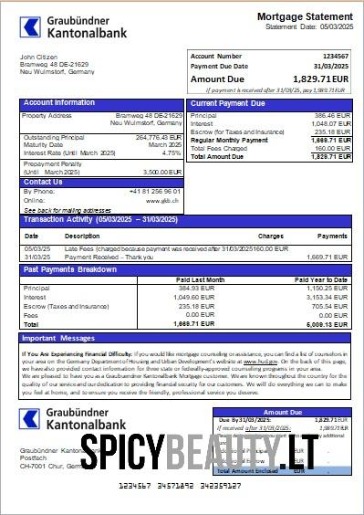 Graubündner
Kantonalbank
Mortgage Statement
Statement Date: 05/03/2025
John Citizen
Bramweg 48 DE-21629
Neu Wulmstorf, Germany
Account Number 1234567
Payment Due Date 31/03/2025
Amount Due 1,829.71EUR
If payment is received after 31/03/25, pay 1,989.71EUR
Account Information
Property Address Bramweg 48 DE-21629
Neu Wulmstorf, Germany
Outstanding Principal 264,776.43 EUR
Maturity Date March 2025
Interest Rate (Until March 2025) 4.75%
Prepayment Penalty
(Until March 2025) 3,500.00 EUR
Contact Us
By Phone: +41 81 256 96 01
Online: www.gkb.ch
See back for mailing addresses
Current Payment Due
Principal 386.46 EUR
Interest 1,048.07 EUR
Escrow (for Taxes and Insurance) 235.18 EUR
Regular Monthly Payment 1,669.71 EUR
Total Fees Charged 160.00 EUR
Total Amount Due 1,829.71 EUR
Transaction Activity (05/03/2025 – 31/03/2025)
Date Description Charges Payments
05/03/25 Late Fees (charged because payment was received after 31/03/2025)160.00 EUR
31/03/25 Payment Received – Thank you 1,669.71 EUR
Past Payments Breakdown
Paid Last Month Paid Year to Date
Principal 384.93 EUR 1,150.25 EUR
Interest 1,049.60 EUR 3,153.34 EUR
Escrow (Taxes and Insurance) 235.18 EUR 705.54 EUR
Fees 0.00 EUR 0.00 EUR
Total 1,669.71 EUR 5,009.13 EUR
Important Messages
If You Are Experiencing Financial Difficulty: If you would like mortgage counseling or assistance, you can find a list of counselors in
your area on the Germany Department of Housing and Urban Development's website at www.hud.gov. On the back of this page,
we have also provided contact information for three state or federally-approved counseling programs in your area.
We are pleased to have you as Graubündner Kantonalbank Mortgage customer. We are known throughout the country for the
quality of our service and dedication to providing financial security for our customers. We will do everything we can to make
you feel at home, and to ensure you receive the friendly, professional service you deserve.
Graubündner
Kantonalbank
Amount Due
Due By 31/03/2025:
If received after 31/03/2025:
additional
SPICYBEAUTY.LT
Postfach
CH-7001 Chur,
Total Amount Enclosed
1234567 34571892 342359127